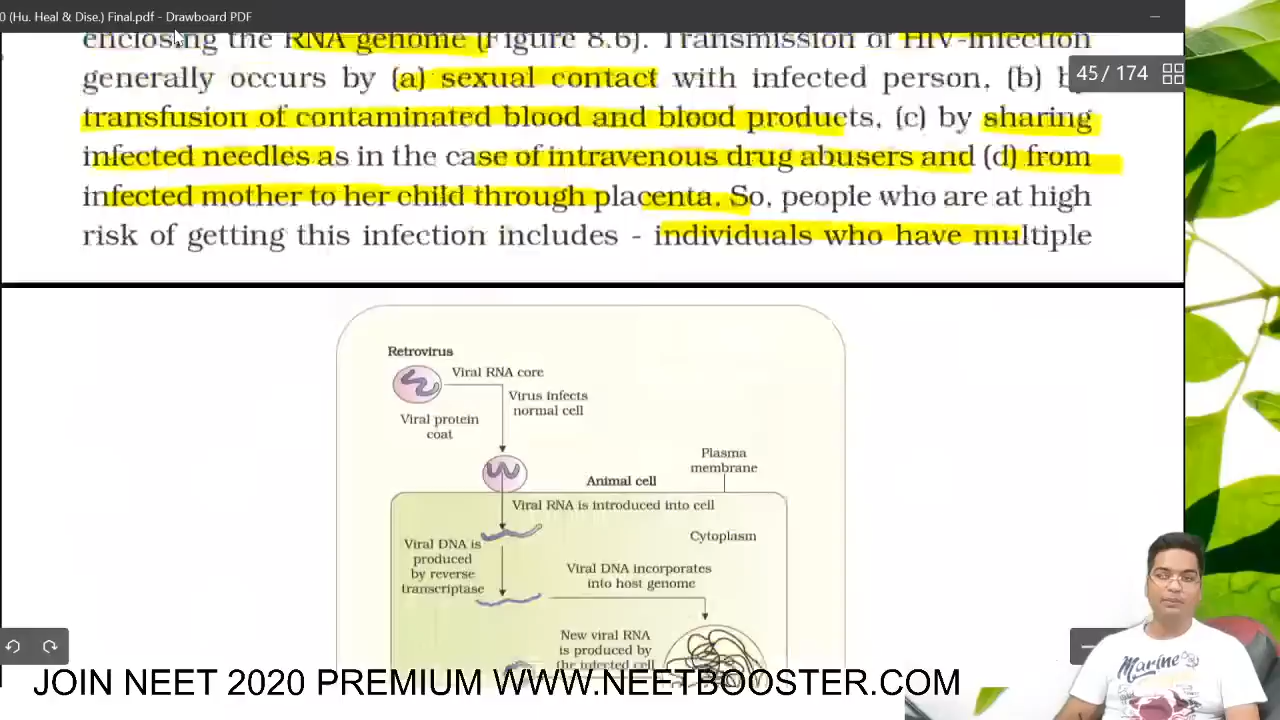 0 (Hu. Heal & Dise.) Final.pdf - Drawboard PDF
enclosing the RNA genome (Figure 8.6). Transmission of HIV-infection
generally occurs by (a) sexual contact with infected person, (b) by
45 / 174
transfusion of contaminated blood and blood products, (c) by sharing
infected needles as in the case of intravenous drug abusers and (d) from
infected mother to her child through placenta. So, people who are at high
risk of getting this infection includes - individuals who have multiple
Retrovirus
Viral RNA core
Virus infects
normal cell
Viral protein
coat
Plasma
membrane
Animal cell
Viral RNA is introduced into cell
Cytoplasm
Viral DNA is
produced
by reverse
transcriptase
Viral DNA incorporates
into host genome
New viral RNA
is produced by
the infected cell
JOIN NEET 2020 PREMIUM WWW.NEETBOOSTER.COM
Marine